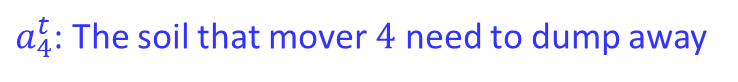 $a_4^t$: The soil that mover 4 need to dump away